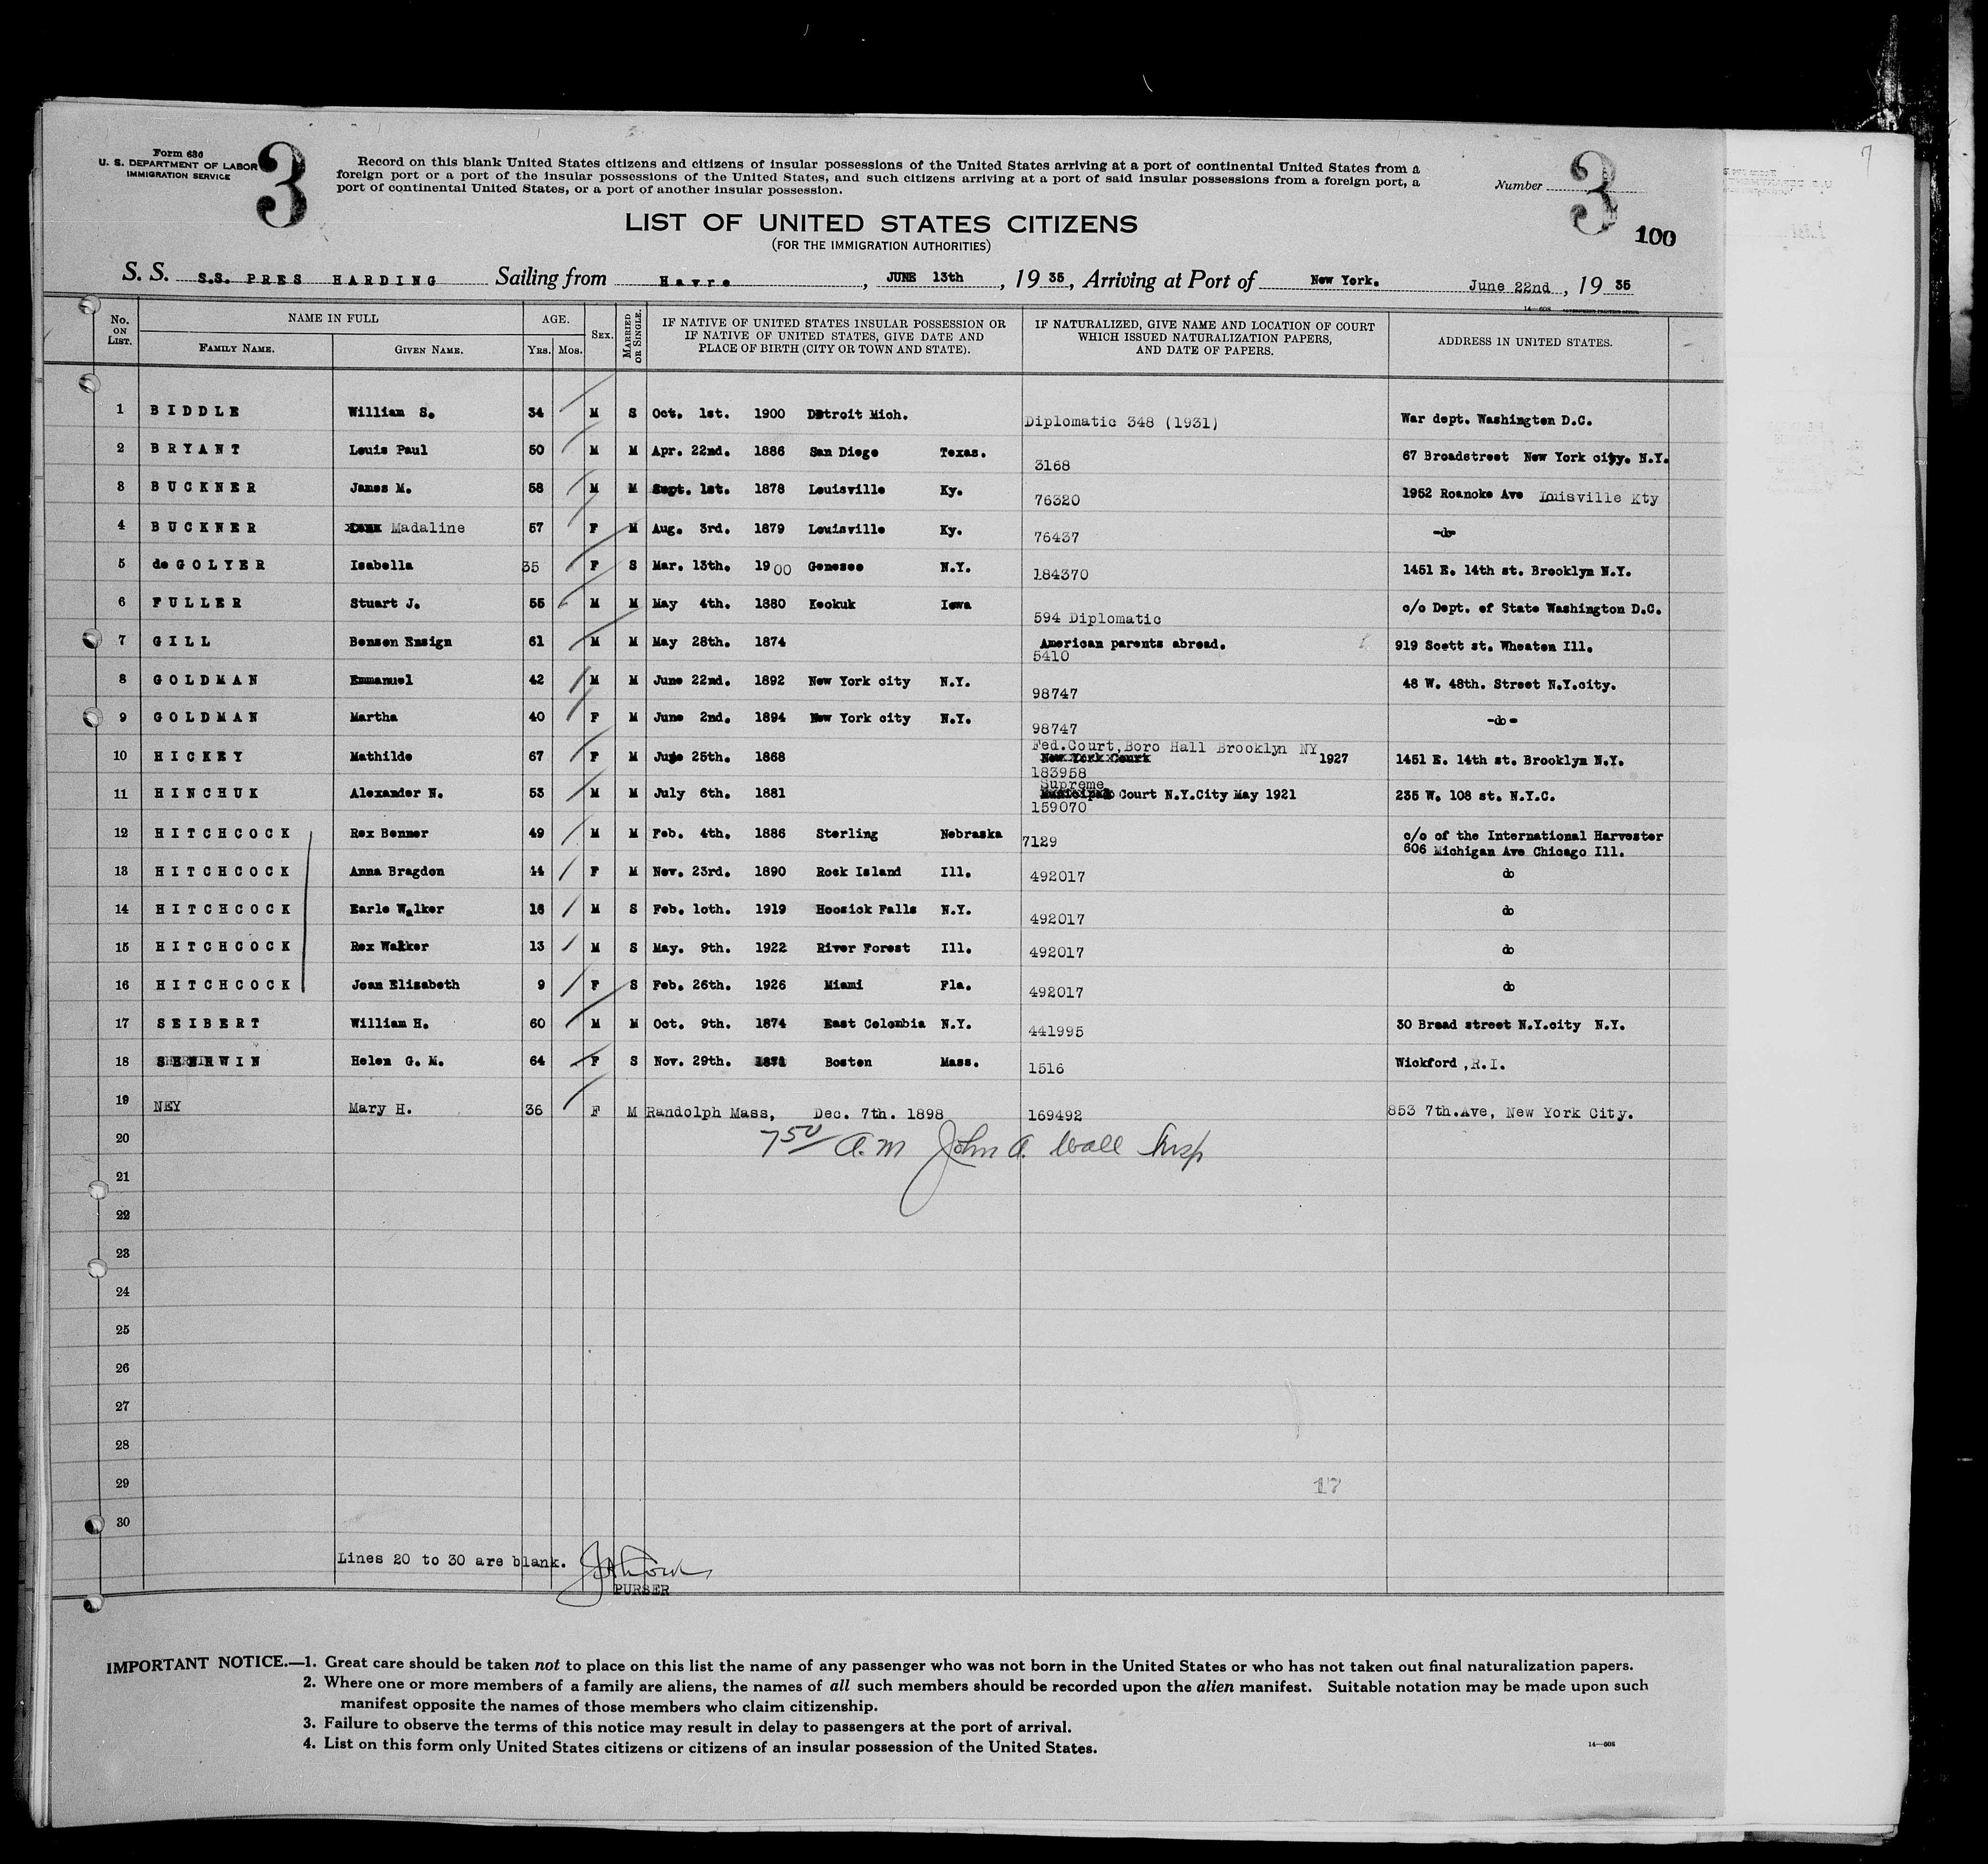 Form 686
U. S. DEPARTMENT OF LABOR
IMMIGRATION SERVICE
3
Record on this blank United States citizens and citizens of insular possessions of the United States arriving at a port of continental United States from a
foreign port or a port of the insular possessions of the United States, and such citizens arriving at a port of said insular possessions from a foreign port, a
port of continental United States, or a port of another insular possession.
Number 3
100
LIST OF UNITED STATES CITIZENS
(FOR THE IMMIGRATION AUTHORITIES)
S. S. S.S. PRES HARDING Sailing from Havre, JUNE 13th, 19 35, Arriving at Port of New York. June 22nd, 19 35
14—608
No. ON LIST. NAME IN FULL FAMILY NAME. GIVEN NAME. AGE. YRS. MOS. SEX. MARRIED OR SINGLE. IF NATIVE OF UNITED STATES INSULAR POSSESSION OR IF NATIVE OF UNITED STATES, GIVE DATE AND PLACE OF BIRTH (CITY OR TOWN AND STATE). IF NATURALIZED, GIVE NAME AND LOCATION OF COURT WHICH ISSUED NATURALIZATION PAPERS, AND DATE OF PAPERS. ADDRESS IN UNITED STATES.
1 BIDDLE William S. 34 M S Oct. 1st. 1900 Detroit Mich. Diplomatic 348 (1931) War dept. Washington D.C.
2 BRYANT Louis Paul 50 M M Apr. 22nd. 1886 San Diego Texas. 3168 67 Broadstreet New York city. N.Y.
3 BUCKNER James M. 58 M M Sept. 1st. 1878 Louisville Ky. 76320 1952 Roanoke Ave Louisville Kty
4 BUCKNER Madaline 57 F M Aug. 3rd. 1879 Louisville Ky. 76437 -do-
5 de GOLYER Isabella 35 F S Mar. 13th. 1900 Genesee N.Y. 184370 1451 E. 14th st. Brooklyn N.Y.
6 FULLER Stuart J. 55 M M May 4th. 1880 Keokuk Iowa 594 Diplomatic c/o Dept. of State Washington D.C.
7 GILL Benson Ensign 61 M M May 28th. 1874 American parents abroad. 5410 919 Scott st. Wheaton Ill.
8 GOLDMAN Emmanuel 42 M M June 22nd. 1892 New York city N.Y. 98747 48 W. 48th. Street N.Y.city.
9 GOLDMAN Martha 40 F M June 2nd. 1894 New York city N.Y. 98747 -do-
10 HICKEY Mathilde 67 F M 25th. 1868 Fed.Court,Boro Hall Brooklyn NY New York Court 1927 183958 1451 E. 14th st. Brooklyn N.Y.
11 HINCHUK Alexander N. 53 M M July 6th. 1881 Supreme Municipal Court N.Y.City May 1921 159070 235 W. 108 st. N.Y.C.
12 HITCHCOCK Rex Benner 49 M M Feb. 4th. 1886 Sterling Nebraska 7129 c/o of the International Harvester 606 Michigan Ave Chicago Ill.
13 HITCHCOCK Anna Bragdon 44 F M Nov. 23rd. 1890 Rock Island Ill. 492017 do
14 HITCHCOCK Earle Walker 16 M S Feb. 1oth. 1919 Hoosick Falls N.Y. 492017 do
15 HITCHCOCK Rex Walker 13 M S May. 9th. 1922 River Forest Ill. 492017 do
16 HITCHCOCK Jean Elisabeth 9 F S Feb. 26th. 1926 Miami Fla. 492017 do
17 SEIBERT William H. 60 M M Oct. 9th. 1874 East Colombia N.Y. 441995 30 Broad street N.Y.city N.Y.
18 SHERWIN Helen G. M. 64 F S Nov. 29th. 1871 Boston Mass. 1516 Wickford ,R.I.
19 NEY Mary H. 36 F M Randolph Mass, Dec. 7th. 1898 169492 853 7th.Ave, New York City.
20 7 50 A.M John A. Wall Insp
21
22
23
24
25
26
27
28
29 17
30
Lines 20 to 30 are blank.
PURSER
IMPORTANT NOTICE.—1. Great care should be taken not to place on this list the name of any passenger who was not born in the United States or who has not taken out final naturalization papers.
2. Where one or more members of a family are aliens, the names of all such members should be recorded upon the alien manifest. Suitable notation may be made upon such
manifest opposite the names of those members who claim citizenship.
3. Failure to observe the terms of this notice may result in delay to passengers at the port of arrival.
4. List on this form only United States citizens or citizens of an insular possession of the United States.
14—608
7